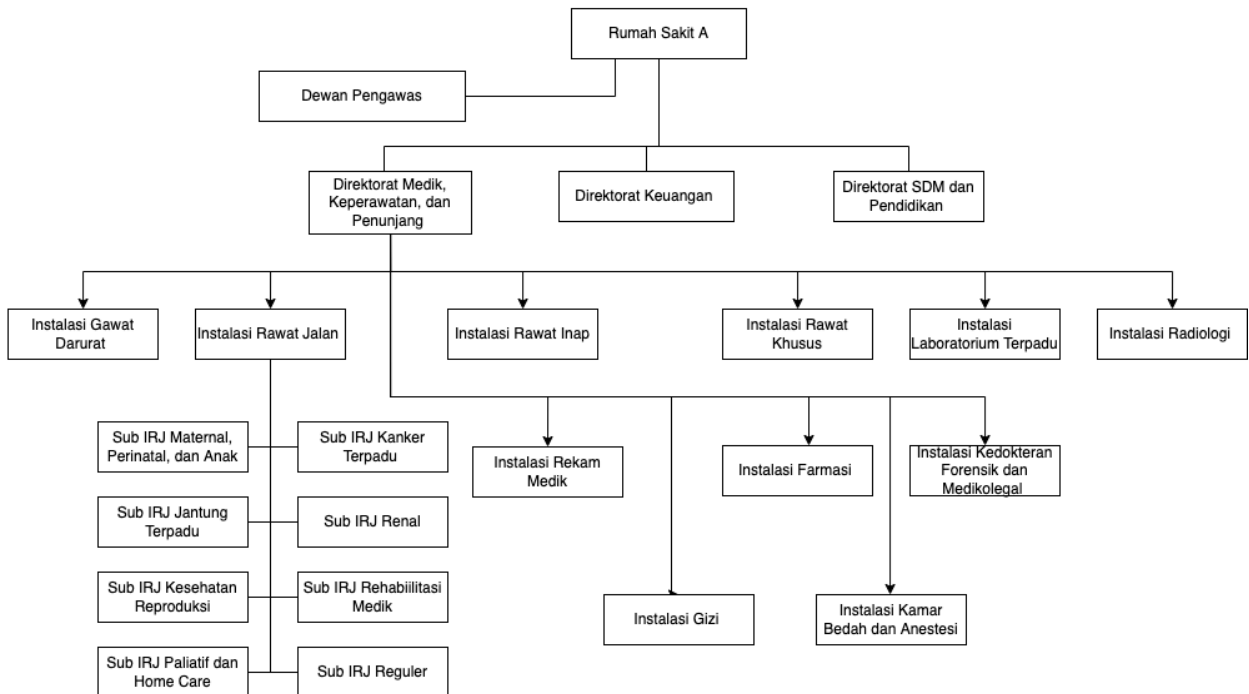 Rumah Sakit A
Dewan Pengawas
Direktorat Medik,
Keperawatan, dan
Penunjang
Direktorat Keuangan
Direktorat SDM dan
Pendidikan
Instalasi Gawat
Darurat
Instalasi Rawat Jalan
Instalasi Rawat Inap
Instalasi Rawat
Khusus
Instalasi
Laboratorium Terpadu
Instalasi Radiologi
Sub IRJ Maternal,
Perinatal, dan Anak
Sub IRJ Kanker
Terpadu
Instalasi Rekam
Medik
Instalasi Farmasi
Instalasi Kedokteran
Forensik dan
Medikolegal
Sub IRJ Jantung
Terpadu
Sub IRJ Renal
Sub IRJ Kesehatan
Reproduksi
Sub IRJ Rehabiilitasi
Medik
Instalasi Gizi
Instalasi Kamar
Bedah dan Anestesi
Sub IRJ Paliatif dan
Home Care
Sub IRJ Reguler